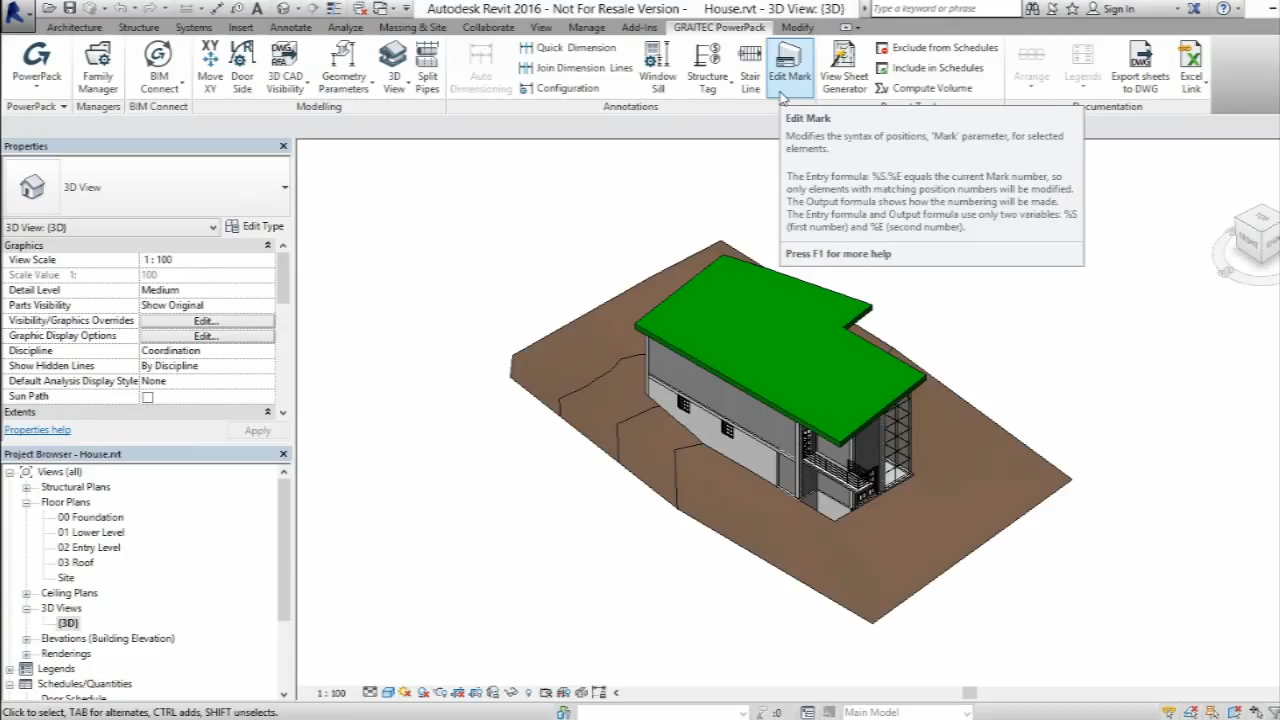 Autodesk Revit 2016 - Not For Resale Version - House.rvt - 3D View: {3D}
Type a keyword or phrase
Sign In
Architecture Structure Systems Insert Annotate Analyze Massing & Site Collaborate View Manage Add-Ins GRAITEC PowerPack Modify
PowerPack
Family Manager
BIM Connect
Move XY
Door Side
3D CAD Visibility
Geometry Parameters
3D View
Split Pipes
Auto Dimensioning
Quick Dimension
Join Dimension Lines
Configuration
Window Sill
Structure Tag
Stair Line
Edit Mark
View Sheet Generator
Exclude from Schedules
Include in Schedules
Compute Volume
Arrange
Legends
Export sheets to DWG
Excel Link
PowerPack Managers BIM Connect Modelling Annotations Documentation
Edit Mark
Modifies the syntax of positions, 'Mark' parameter, for selected
elements.
The Entry formula: %S.%E equals the current Mark number, so
only elements with matching position numbers will be modified.
The Output formula shows how the numbering will be made.
The Entry formula and Output formula use only two variables: %S
(first number) and %E (second number).
Press F1 for more help
Properties
3D View
3D View: {3D} Edit Type
Graphics
View Scale 1 : 100
Scale Value 1: 100
Detail Level Medium
Parts Visibility Show Original
Visibility/Graphics Overrides Edit...
Graphic Display Options Edit...
Discipline Coordination
Show Hidden Lines By Discipline
Default Analysis Display Style None
Sun Path
Extents
Properties help Apply
Project Browser - House.rvt
Views (all)
Structural Plans
Floor Plans
00 Foundation
01 Lower Level
02 Entry Level
03 Roof
Site
Ceiling Plans
3D Views
{3D}
Elevations (Building Elevation)
Renderings
Legends
Schedules/Quantities
Door Schedule
TOP
FRONT
1 : 100
Click to select, TAB for alternates, CTRL adds, SHIFT unselects.
:0
Main Model